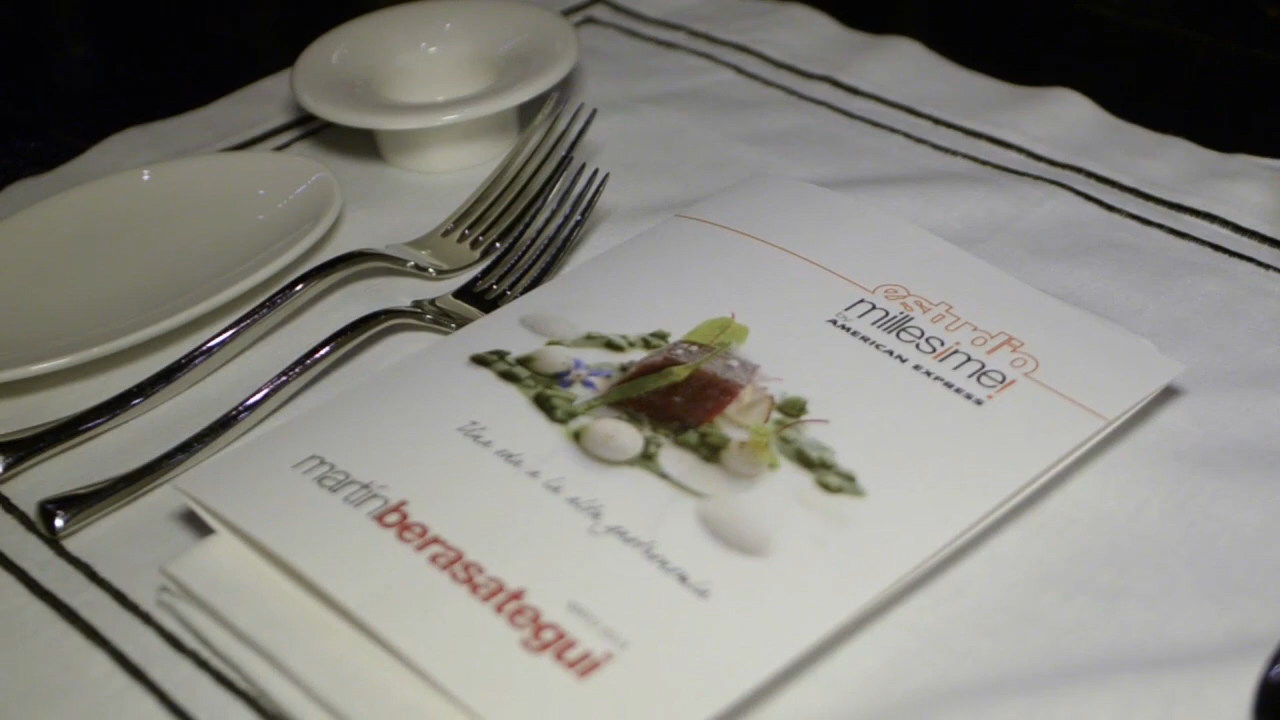 estudio
millesime!
by
AMERICAN EXPRESS
Una oda a la alta gastronomía
martínberasategui